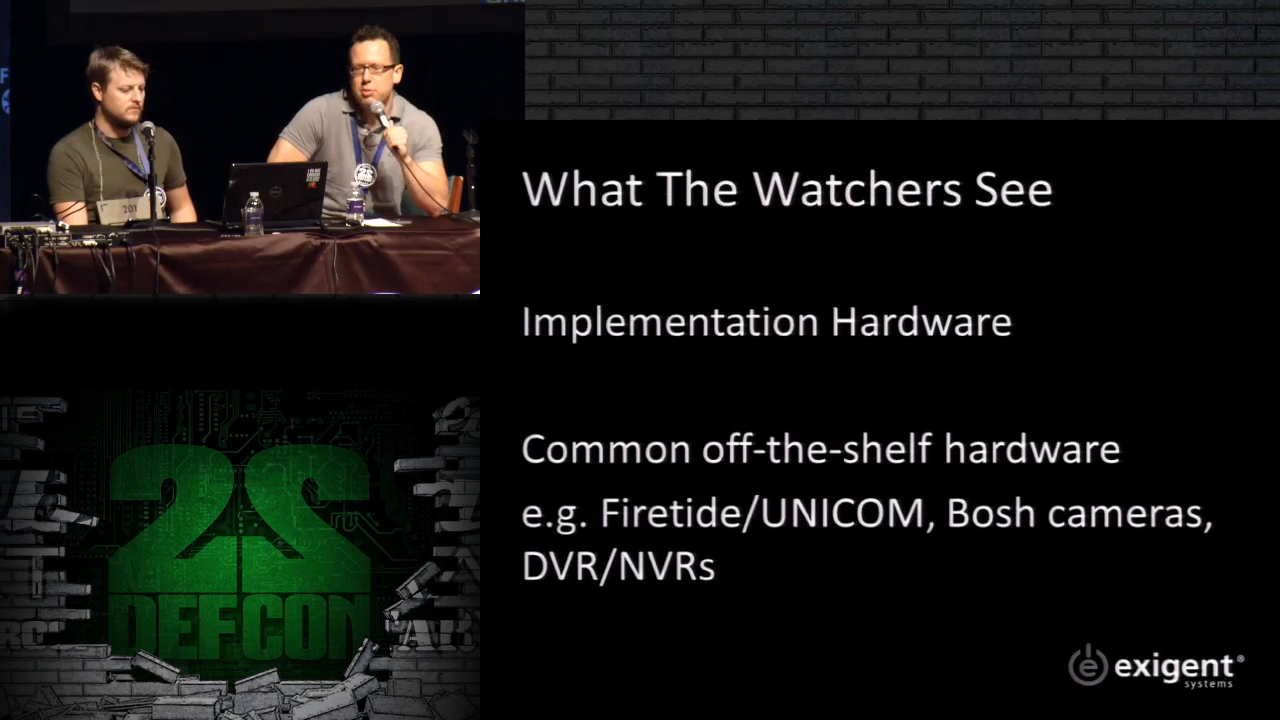 What The Watchers See
Implementation Hardware
Common off-the-shelf hardware
e.g. Firetide/UNICOM, Bosh cameras,
DVR/NVRs
exigent®
systems
22
DEFCON